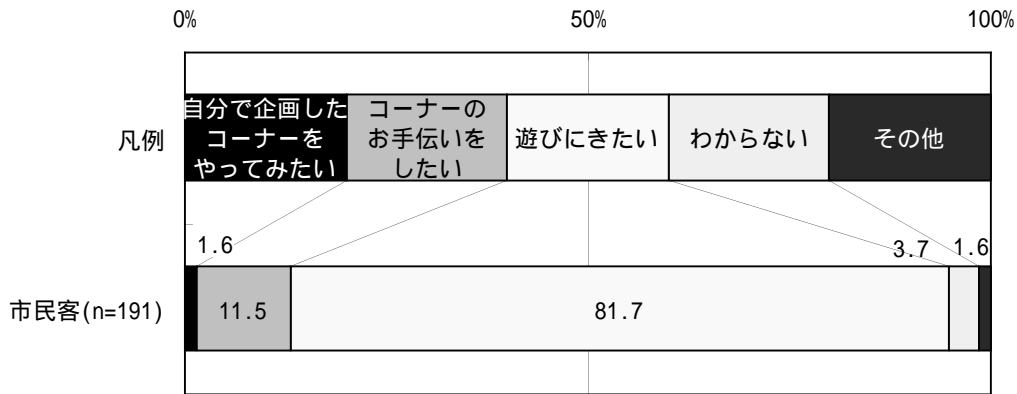 0% 50% 100%
凡例
自分で企画した
コーナーを
やってみたい
コーナーの
お手伝いを
したい
遊びにきたい
わからない
その他
1.6 3.7 1.6
市民客(n=191) 11.5 81.7